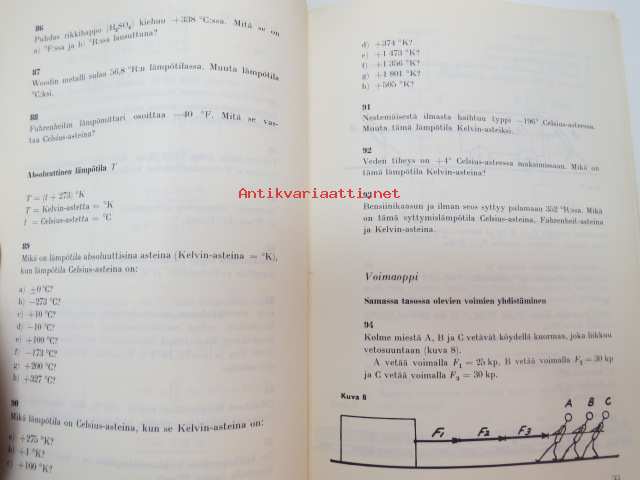 86
Puhdas rikkihappo (H₂SO₄) kiehuu +338 °C:ssa. Mitä se on
a) °F:ssa ja b) °R:ssa lausuttuna?
87
Woodin metalli sulaa 56,8 °R:n lämpötilassa. Muuta lämpötila
°C:ksi.
88
Fahrenheitin lämpömittari osoittaa —40 °F. Mitä se vas-
taa Celsius-asteina?
Absoluuttinen lämpötila T
T = (t + 273) °K
T = Kelvin-astetta = °K
t = Celsius-astetta = °C
89
Mikä on lämpötila absoluuttisina asteina (Kelvin-asteina = °K),
kun lämpötila Celsius-asteina on:
a) ±0 °C?
b) —273 °C?
c) +10 °C?
d) —10 °C?
e) +100 °C?
f) —173 °C?
g) +200 °C?
h) +327 °C?
90
Mikä lämpötila on Celsius-asteina, kun se Kelvin-asteina on:
a) +275 °K?
b) +1 °K?
c) +100 °K?
d) +374 °K?
e) +1 473 °K?
f) +1 356 °K?
g) +1 801 °K?
h) +505 °K?
91
Nestemäisestä ilmasta haihtuu typpi —196° Celsius-asteessa.
Muuta tämä lämpötila Kelvin-asteiksi.
92
Veden tiheys on +4° Celsius-asteessa maksimissaan. Mikä on
tämä lämpötila Kelvin-asteina?
93
Bensiinikaasun ja ilman seos syttyy palamaan 352 °R:ssa. Mikä
on tämä syttymislämpötila Celsius-asteina, Fahrenheit-asteina
ja Kelvin-asteina.
Voimaoppi
Samassa tasossa olevien voimien yhdistäminen
94
Kolme miestä A, B ja C vetävät köydellä kuormaa, joka liikkuu
vetosuuntaan (kuva 8).
A vetää voimalla F₁ = 25 kp, B vetää voimalla F₂ = 30 kp
ja C vetää voimalla F₃ = 30 kp.
Kuva 8
F1 F2 F3 A B C
Antikvariaatti.net